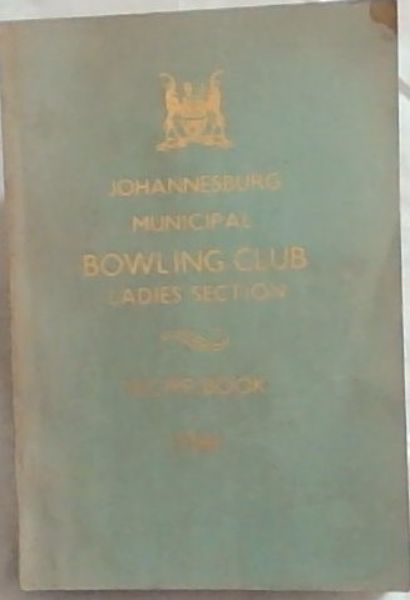 JOHANNESBURG
MUNICIPAL
BOWLING CLUB
LADIES SECTION
RECIPE BOOK